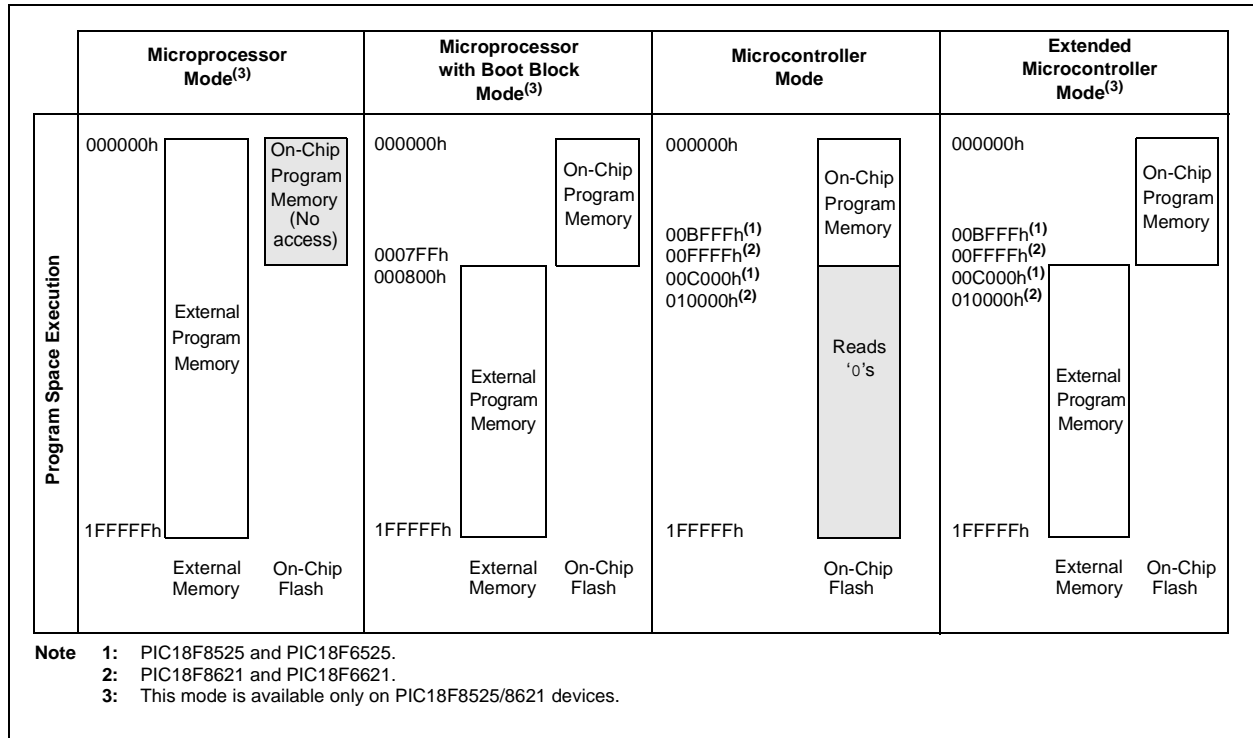 Microprocessor
Mode(3)
Microprocessor
with Boot Block
Mode(3)
Microcontroller
Mode
Extended
Microcontroller
Mode(3)
Program Space Execution
000000h
1FFFFFh
External
Program
Memory
On-Chip
Program
Memory
(No
access)
External
Memory
On-Chip
Flash
000000h
0007FFh
000800h
1FFFFFh
On-Chip
Program
Memory
External
Program
Memory
External
Memory
On-Chip
Flash
000000h
00BFFFh(1)
00FFFFh(2)
00C000h(1)
010000h(2)
1FFFFFh
On-Chip
Program
Memory
Reads
‘0’s
On-Chip
Flash
000000h
00BFFFh(1)
00FFFFh(2)
00C000h(1)
010000h(2)
1FFFFFh
On-Chip
Program
Memory
External
Program
Memory
External
Memory
On-Chip
Flash
Note 1: PIC18F8525 and PIC18F6525.
2: PIC18F8621 and PIC18F6621.
3: This mode is available only on PIC18F8525/8621 devices.